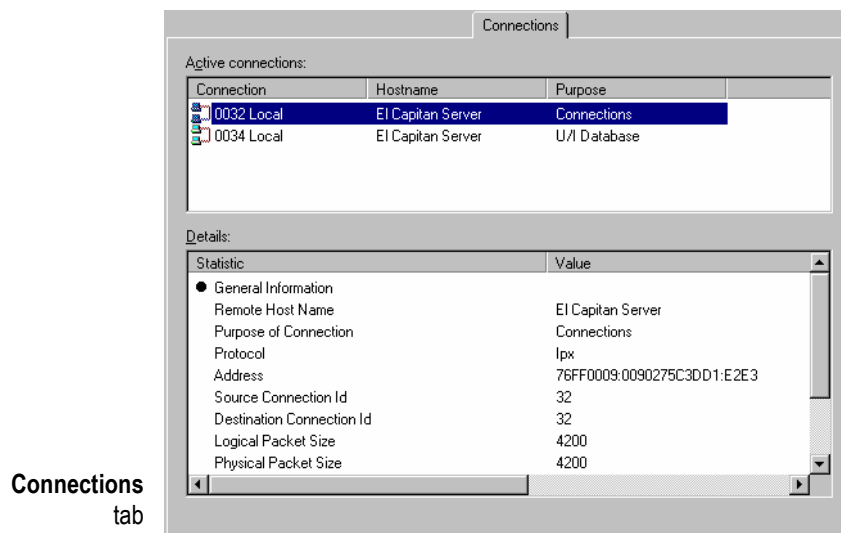 Connections
Active connections:
Connection Hostname Purpose
0032 Local El Capitan Server Connections
0034 Local El Capitan Server U/I Database
Details:
Statistic Value
General Information
Remote Host Name El Capitan Server
Purpose of Connection Connections
Protocol Ipx
Address 76FF0009:0090275C3DD1:E2E3
Source Connection Id 32
Destination Connection Id 32
Logical Packet Size 4200
Physical Packet Size 4200
Connections
tab